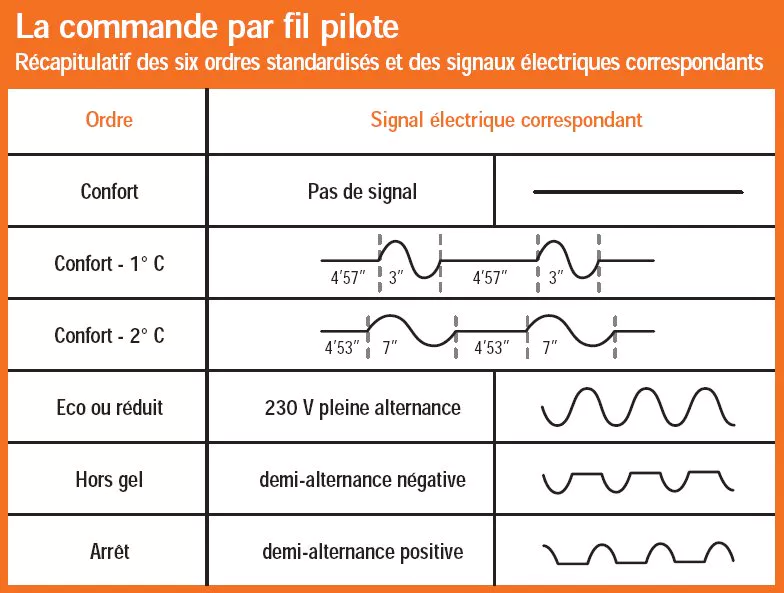 La commande par fil pilote
Récapitulatif des six ordres standardisés et des signaux électriques correspondants
Ordre
Signal électrique correspondant
Confort
Pas de signal
Confort - 1° C
4'57" 3" 4'57" 3"
Confort - 2° C
4'53" 7" 4'53" 7"
Eco ou réduit
230 V pleine alternance
Hors gel
demi-alternance négative
Arrêt
demi-alternance positive